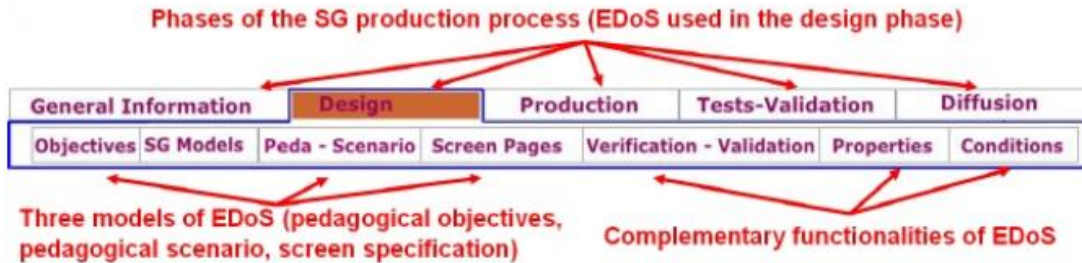 Phases of the SG production process (EDoS used in the design phase)
General Information Design Production Tests-Validation Diffusion
Objectives SG Models Peda - Scenario Screen Pages Verification - Validation Properties Conditions
Three models of EDoS (pedagogical objectives,
pedagogical scenario, screen specification)
Complementary functionalities of EDoS